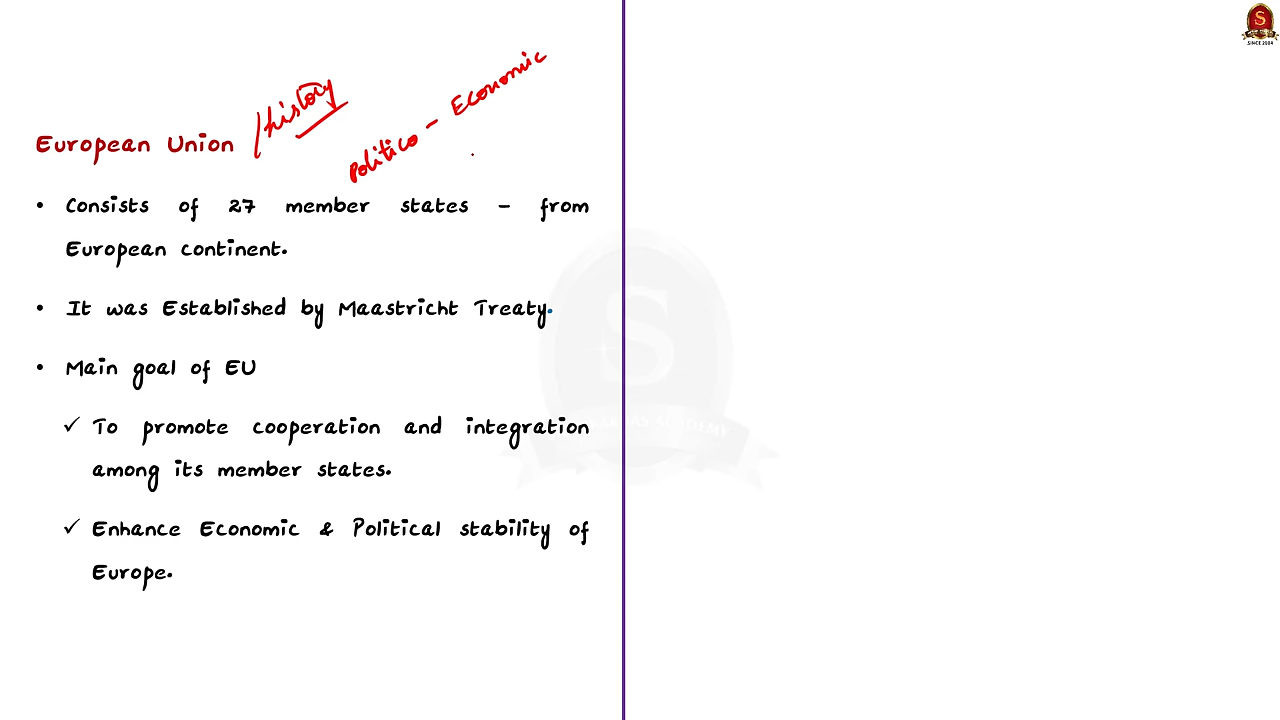 European Union /history
Politico - Economic
• Consists of 27 member states - from
European continent.
• It was Established by Maastricht Treaty.
• Main goal of EU
✓ To promote cooperation and integration
among its member states.
✓ Enhance Economic & Political stability of
Europe.
S
SINCE 2004
S